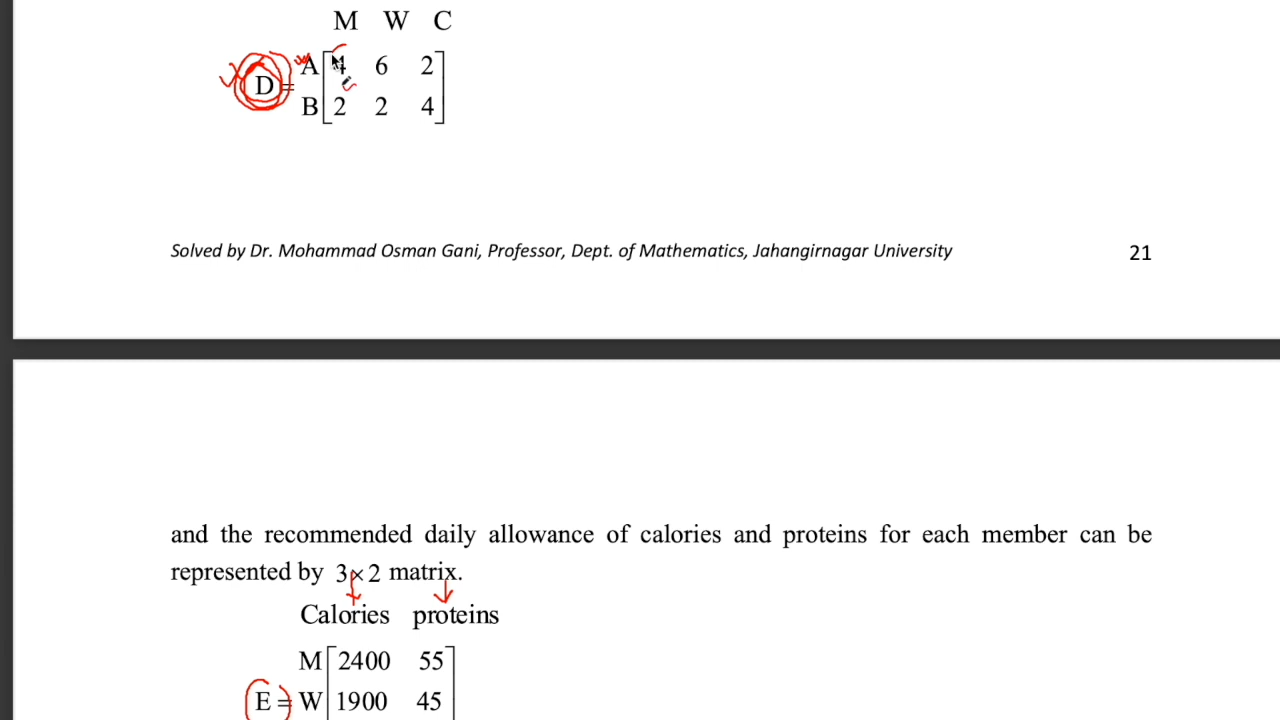 M W C
A 4 6 2
D =
B 2 2 4
Solved by Dr. Mohammad Osman Gani, Professor, Dept. of Mathematics, Jahangirnagar University 21
and the recommended daily allowance of calories and proteins for each member can be
represented by 3×2 matrix.
Calories proteins
M 2400 55
E = W 1900 45